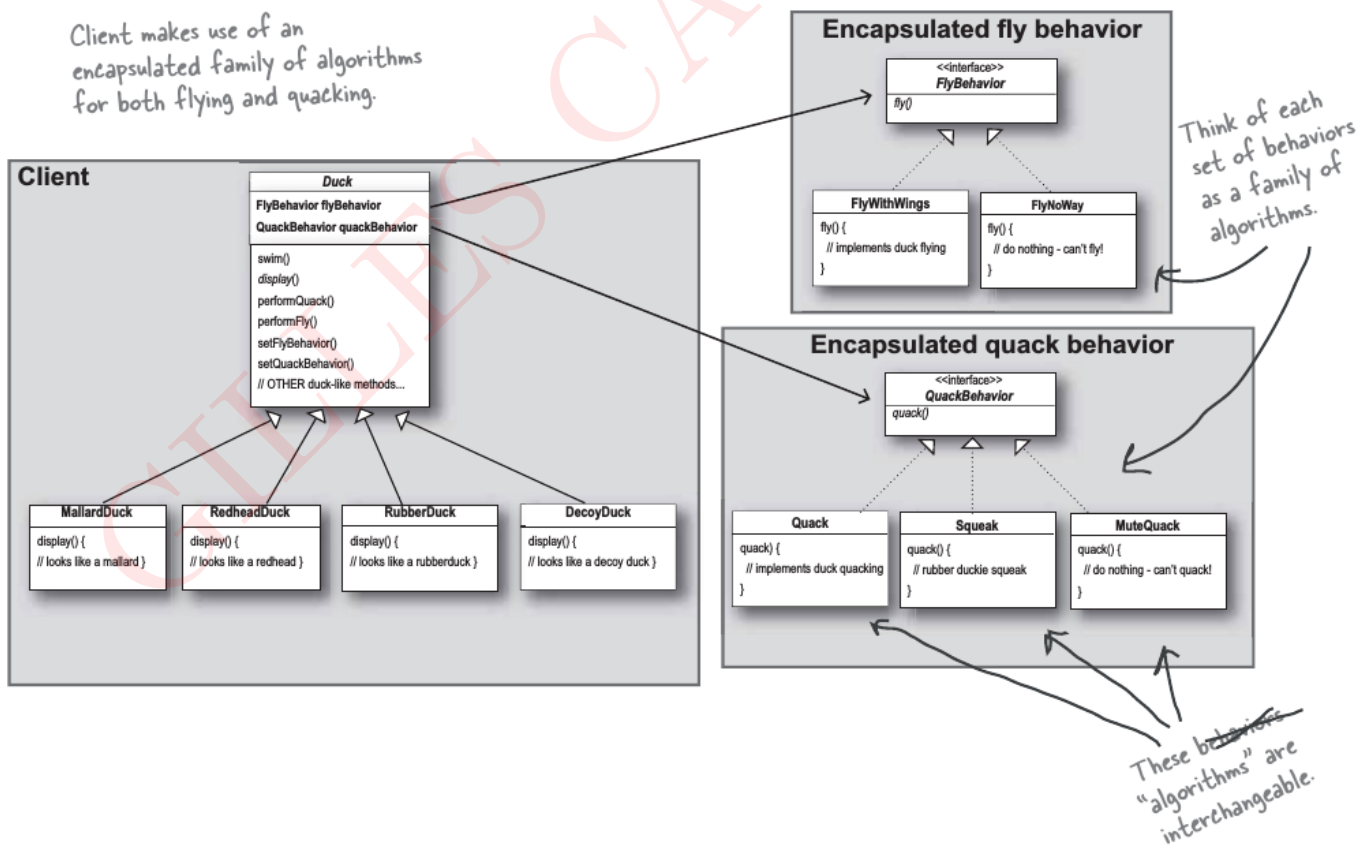 Client makes use of an
encapsulated family of algorithms
for both flying and quacking.
Client
Duck
FlyBehavior flyBehavior
QuackBehavior quackBehavior
swim()
display()
performQuack()
performFly()
setFlyBehavior()
setQuackBehavior()
// OTHER duck-like methods...
MallardDuck
display() {
// looks like a mallard }
RedheadDuck
display() {
// looks like a redhead }
RubberDuck
display() {
// looks like a rubberduck }
DecoyDuck
display() {
// looks like a decoy duck }
Encapsulated fly behavior
<<interface>>
FlyBehavior
fly()
FlyWithWings
fly() {
// implements duck flying
}
FlyNoWay
fly() {
// do nothing - can't fly!
}
Think of each
set of behaviors
as a family of
algorithms.
Encapsulated quack behavior
<<interface>>
QuackBehavior
quack()
Quack
quack) {
// implements duck quacking
}
Squeak
quack() {
// rubber duckie squeak
}
MuteQuack
quack() {
// do nothing - can't quack!
}
These behaviors
“algorithms” are
interchangeable.
GILLES CA